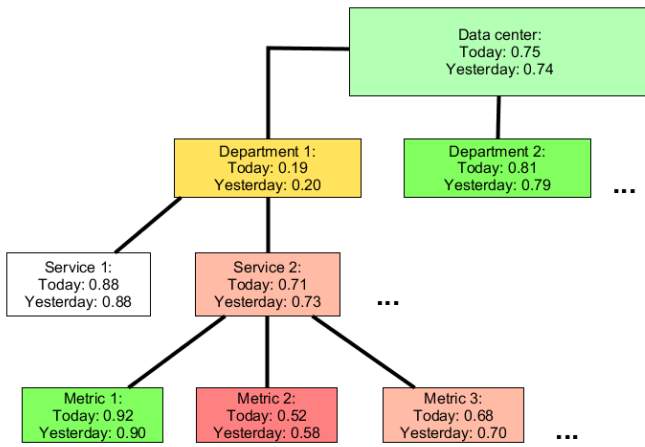 Data center:
Today: 0.75
Yesterday: 0.74
Department 1:
Today: 0.19
Yesterday: 0.20
Department 2:
Today: 0.81
Yesterday: 0.79
...
Service 1:
Today: 0.88
Yesterday: 0.88
Service 2:
Today: 0.71
Yesterday: 0.73
...
Metric 1:
Today: 0.92
Yesterday: 0.90
Metric 2:
Today: 0.52
Yesterday: 0.58
Metric 3:
Today: 0.68
Yesterday: 0.70
...